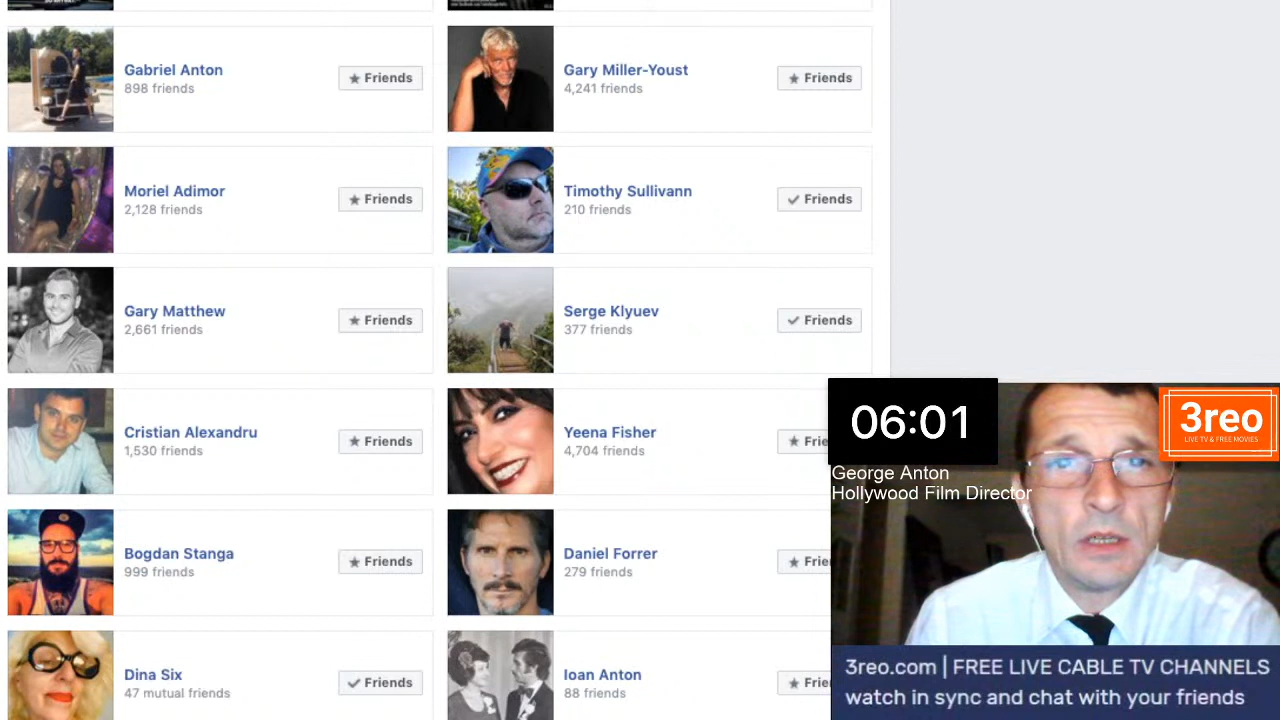 Gabriel Anton
898 friends
Friends
Gary Miller-Youst
4,241 friends
Friends
Moriel Adimor
2,128 friends
Friends
Timothy Sullivann
210 friends
Friends
Gary Matthew
2,661 friends
Friends
Serge Klyuev
377 friends
Friends
Cristian Alexandru
1,530 friends
Friends
Yeena Fisher
4,704 friends
Frie
Bogdan Stanga
999 friends
Friends
Daniel Forrer
279 friends
Frie
Dina Six
47 mutual friends
Friends
Ioan Anton
88 friends
Frie
06:01
3reo
LIVE TV & FREE MOVIES
George Anton
Hollywood Film Director
3reo.com | FREE LIVE CABLE TV CHANNELS
watch in sync and chat with your friends